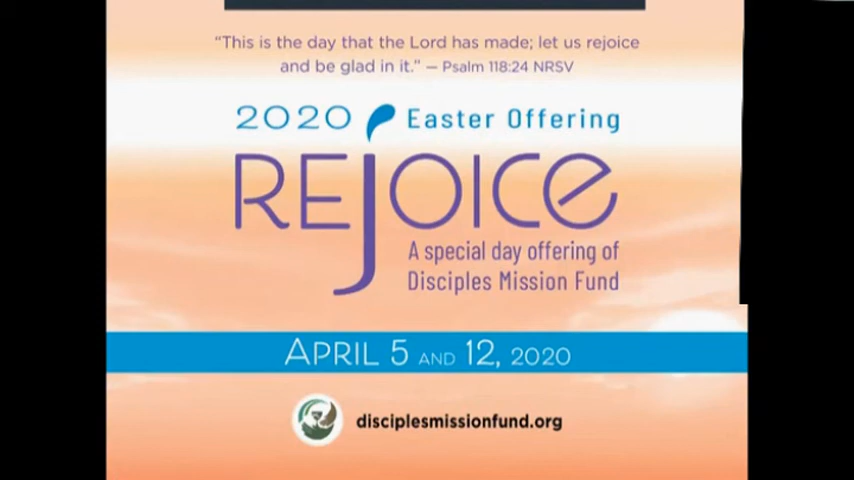 “This is the day that the Lord has made; let us rejoice
and be glad in it.” — Psalm 118:24 NRSV
2020 Easter Offering
REJOICE
A special day offering of
Disciples Mission Fund
APRIL 5 AND 12, 2020
disciplesmissionfund.org